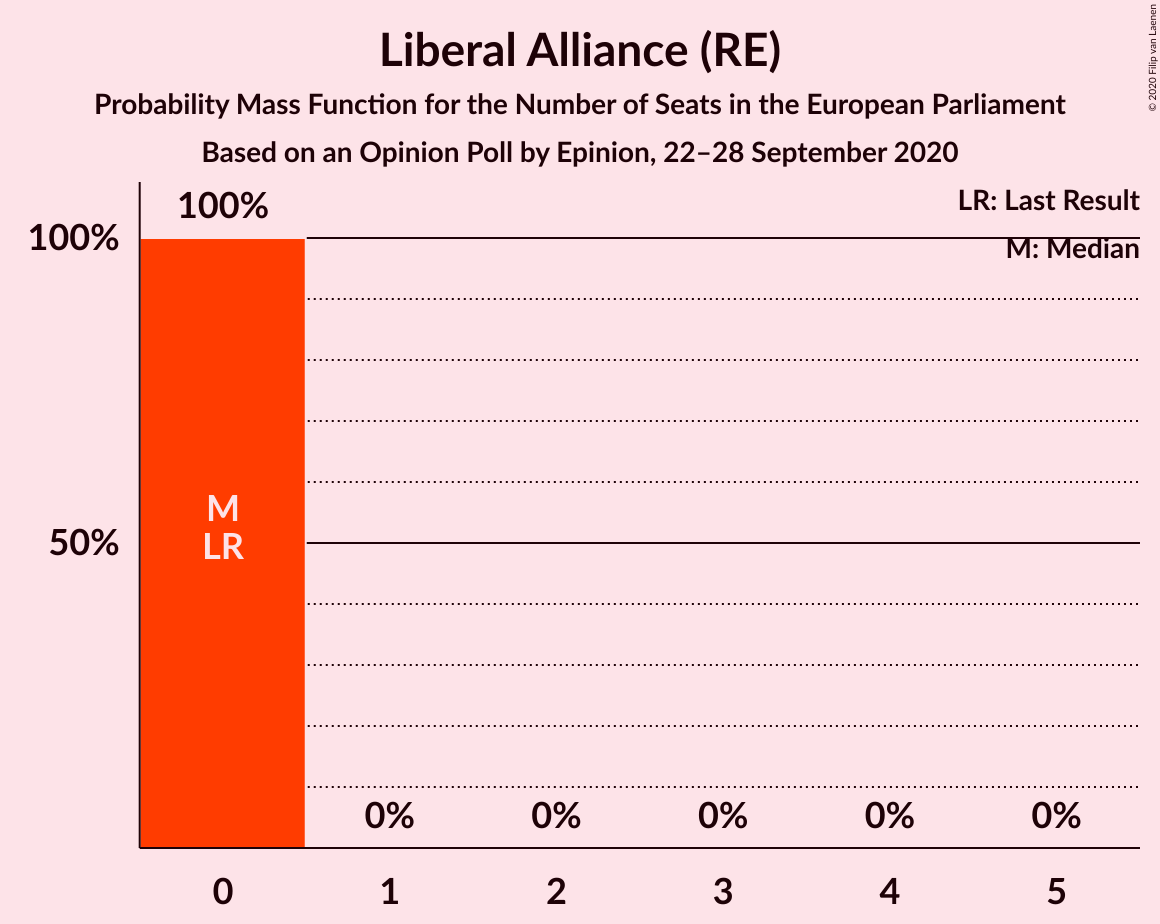 Liberal Alliance (RE)
Probability Mass Function for the Number of Seats in the European Parliament
Based on an Opinion Poll by Epinion, 22–28 September 2020
© 2020 Filip van Laenen
LR: Last Result
M: Median
100%
100%
50%
M
LR
0%
0%
0%
0%
0%
0
1
2
3
4
5